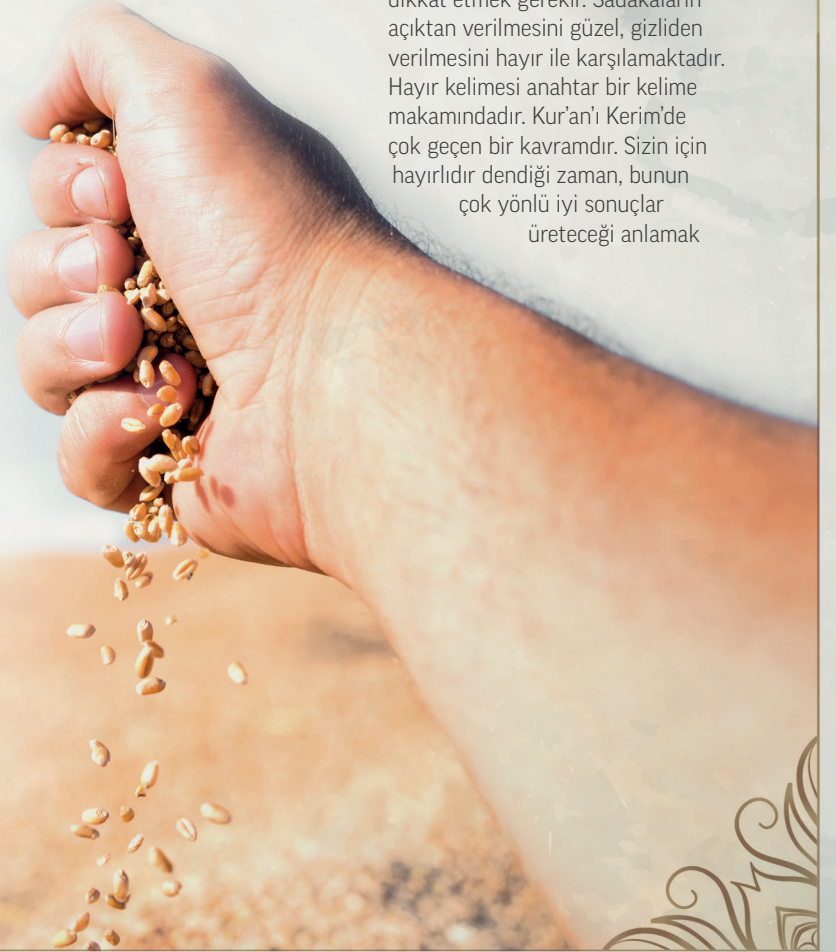 dikkat etmek gerekir. Sadakaların
açıktan verilmesini güzel, gizliden
verilmesini hayır ile karşılamaktadır.
Hayır kelimesi anahtar bir kelime
makamındadır. Kur’an’ı Kerim’de
çok geçen bir kavramdır. Sizin için
hayırlıdır dendiği zaman, bunun
çok yönlü iyi sonuçlar
üreteceği anlamak